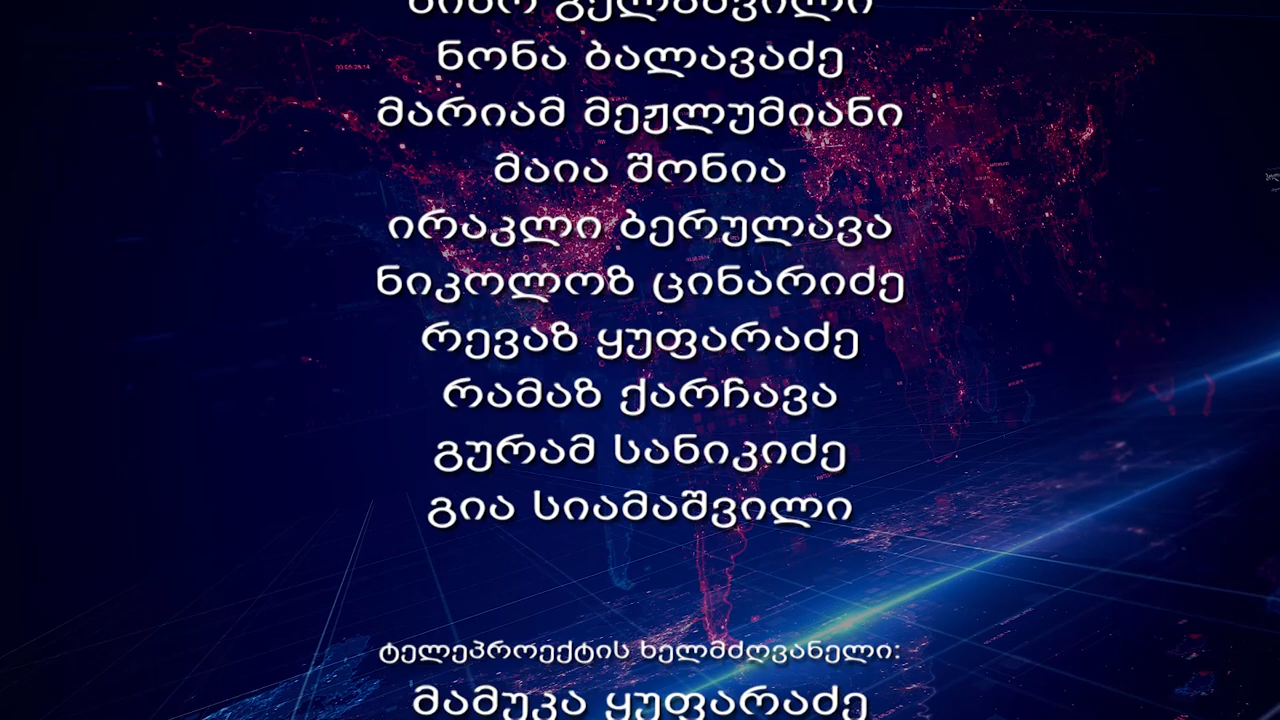 ნონა ბალავაძე
მარიამ მეჟლუმიანი
მაია შონია
ირაკლი ბერულავა
ნიკოლოზ ცინარიძე
რევაზ ყუფარაძე
რამაზ ქარჩავა
გურამ სანიკიძე
გია სიამაშვილი
ტელეპროექტის ხელმძღვანელი:
მამუკა ყუფარაძე